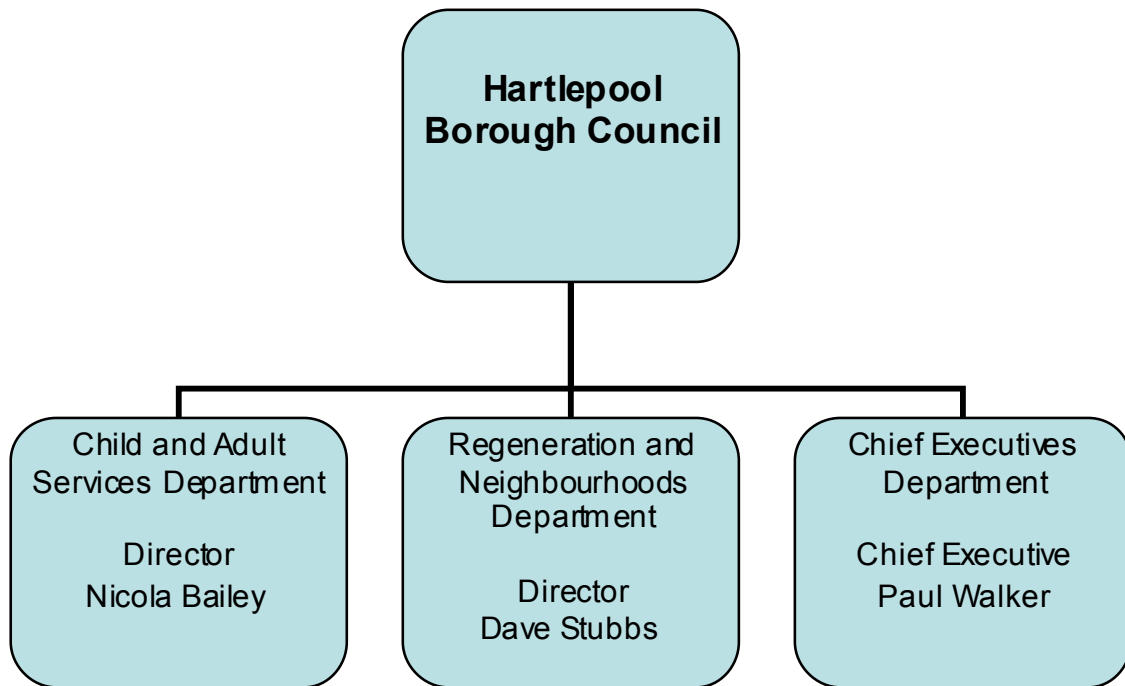 Hartlepool
Borough Council
Child and Adult
Services Department
Director
Nicola Bailey
Regeneration and
Neighbourhoods
Department
Director
Dave Stubbs
Chief Executives
Department
Chief Executive
Paul Walker